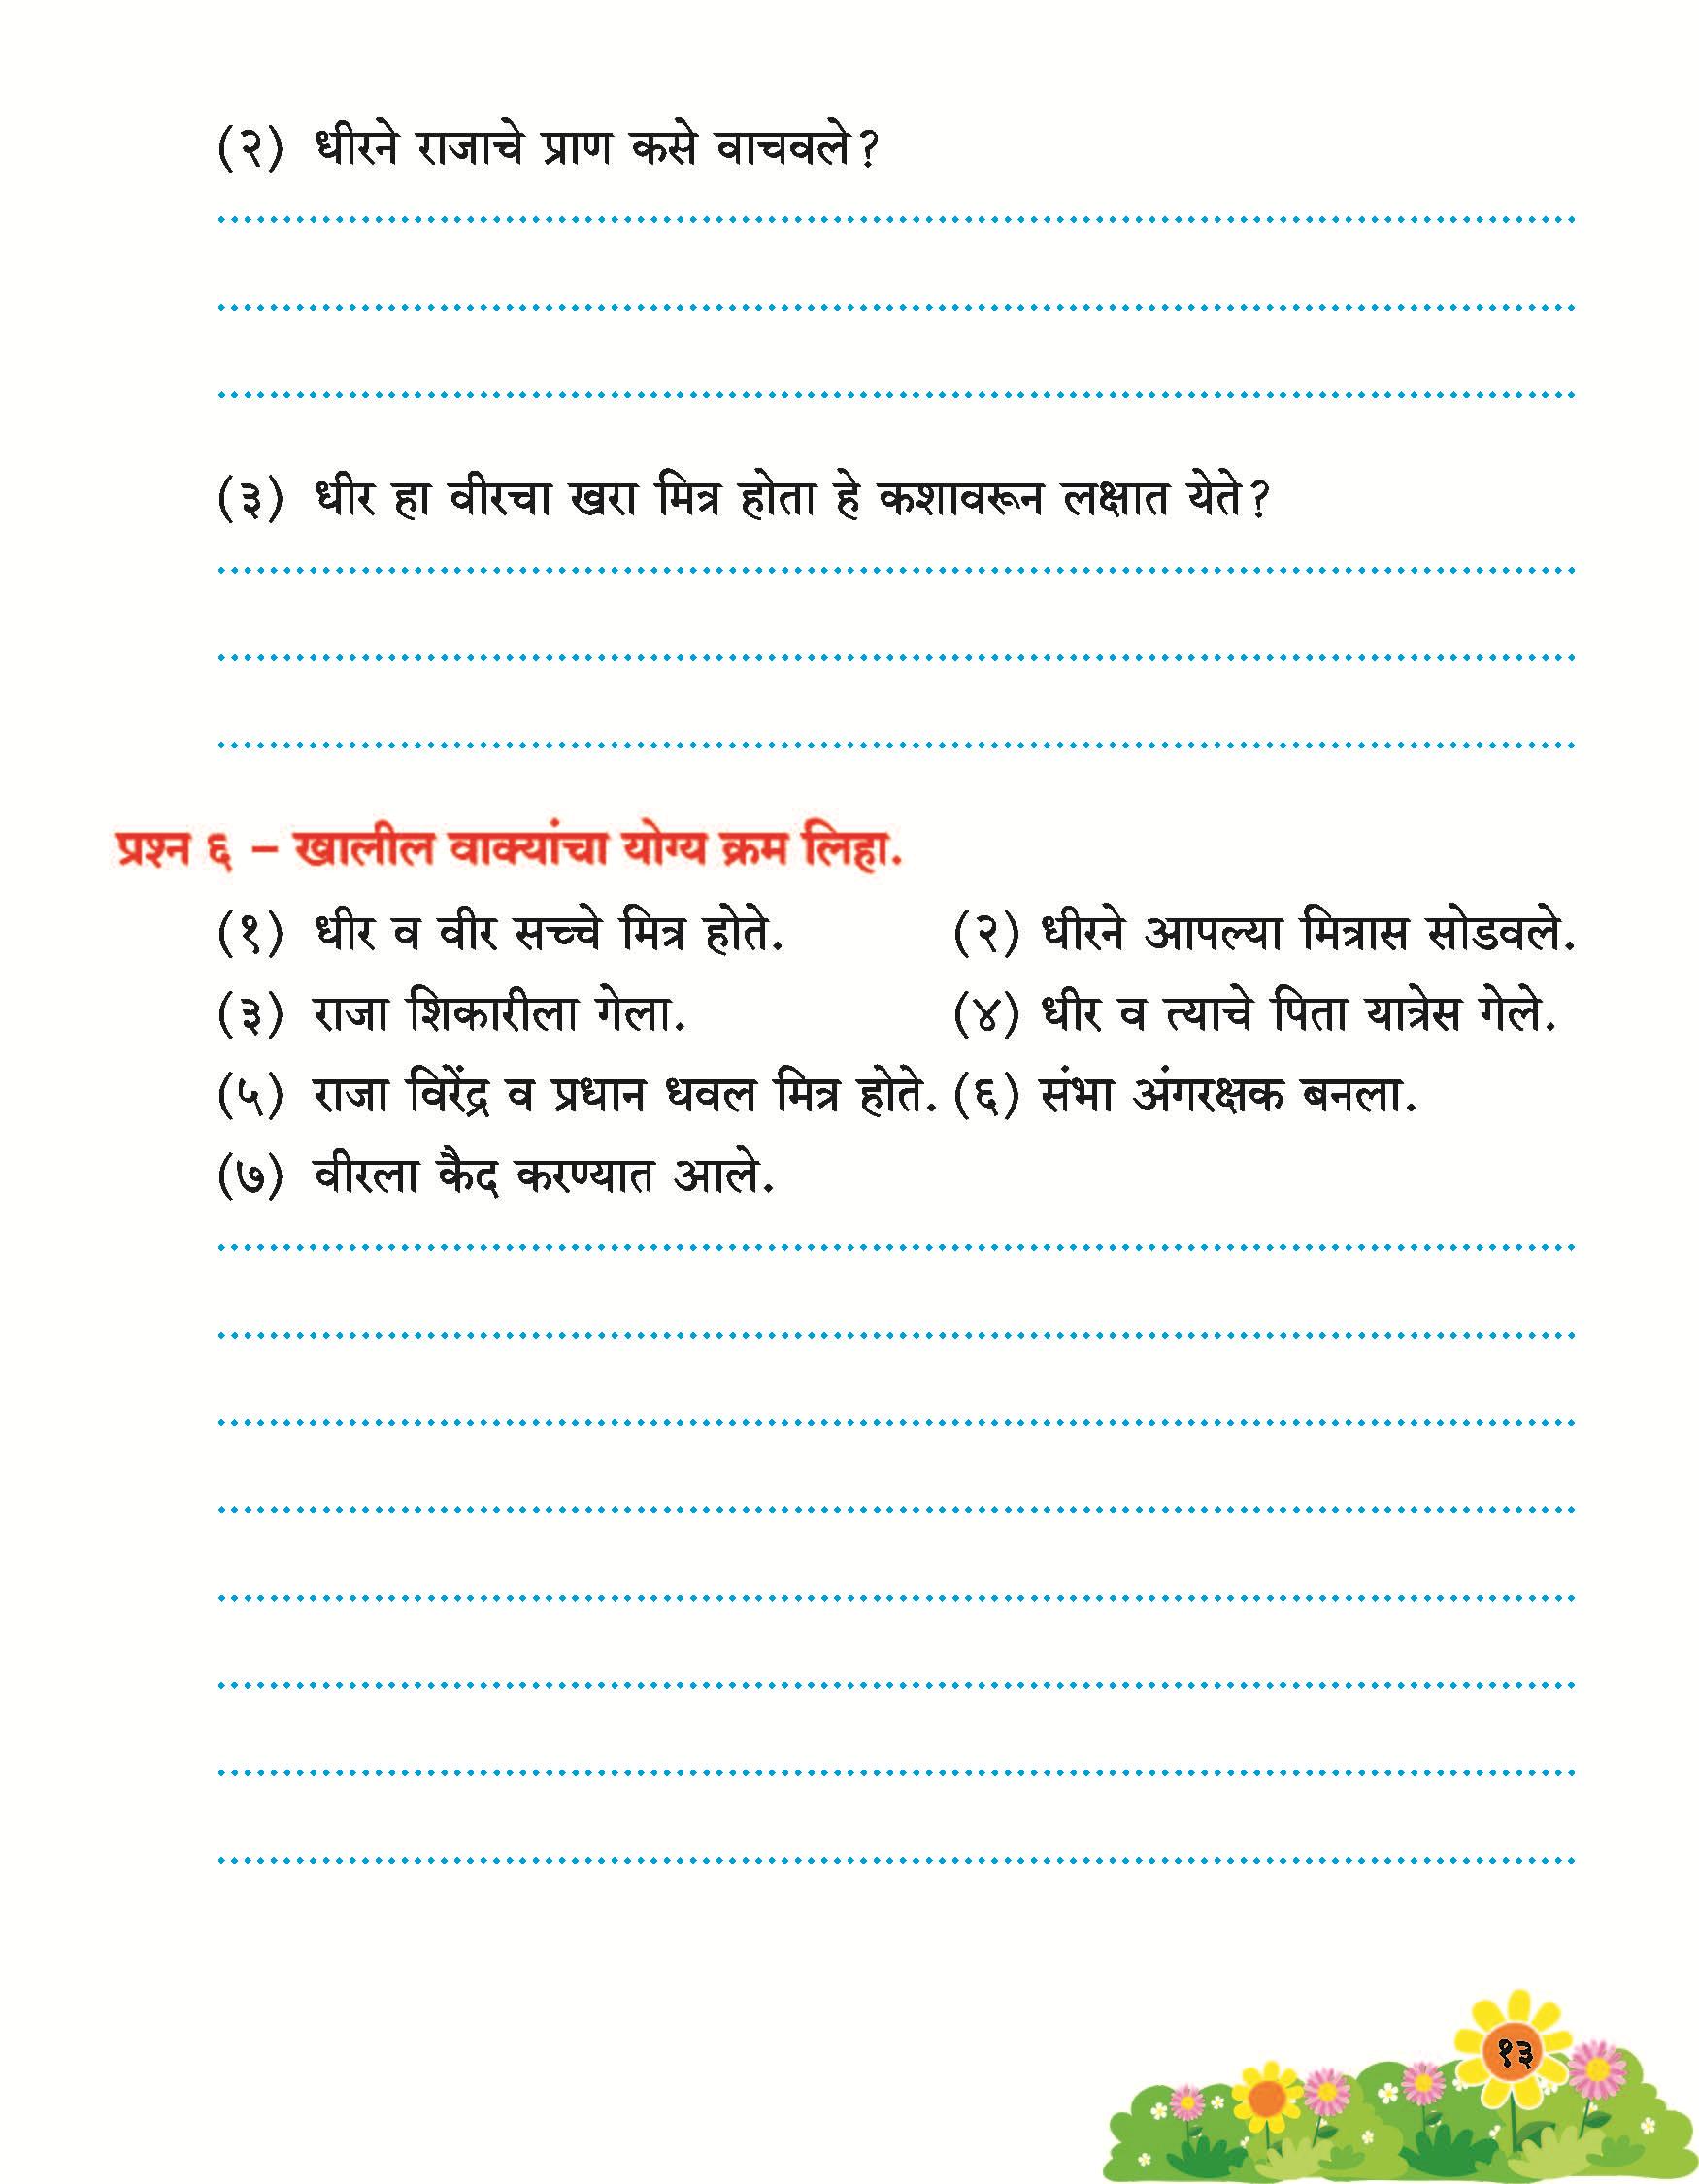 (२) धीरने राजाचे प्राण कसे वाचवले?
(३) धीर हा वीरचा खरा मित्र होता हे कशावरून लक्षात येते?
प्रश्न ६ – खालील वाक्यांचा योग्य क्रम लिहा.
(१) धीर व वीर सच्चे मित्र होते. (२) धीरने आपल्या मित्रास सोडवले.
(३) राजा शिकारीला गेला. (४) धीर व त्याचे पिता यात्रेस गेले.
(५) राजा विरेंद्र व प्रधान धवल मित्र होते. (६) संभा अंगरक्षक बनला.
(७) वीरला कैद करण्यात आले.
१३